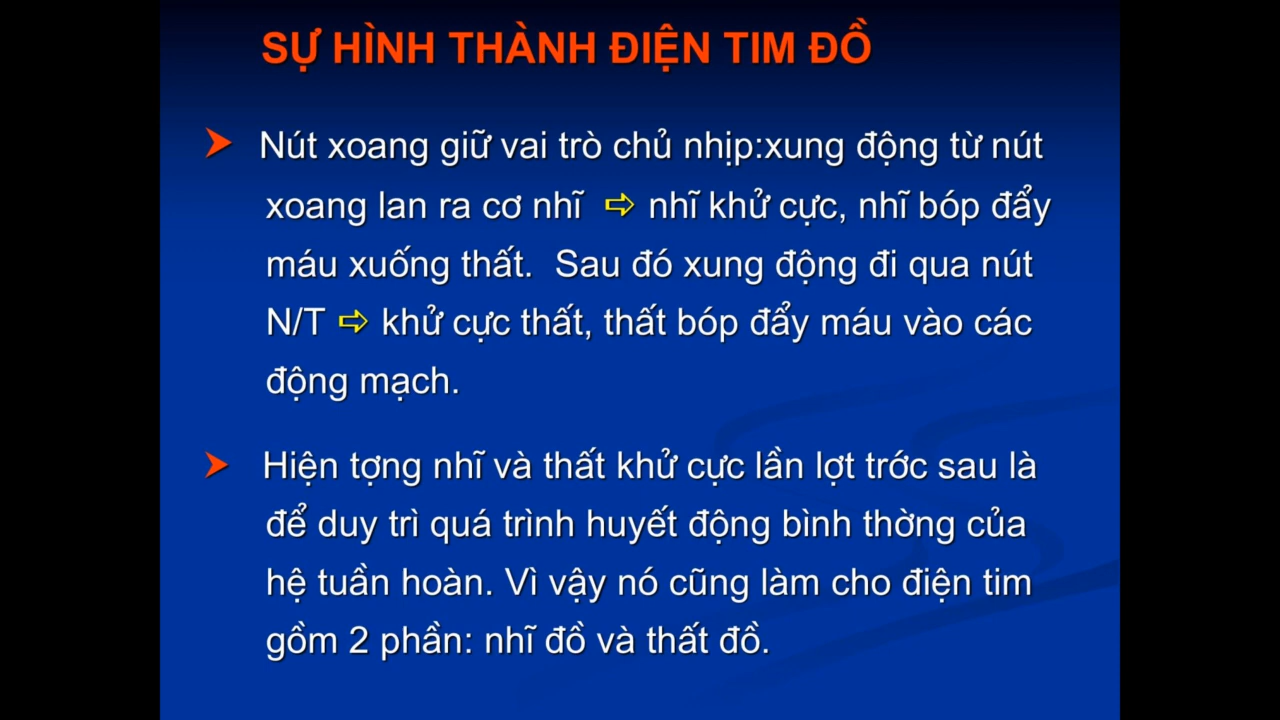 SỰ HÌNH THÀNH ĐIỆN TIM ĐỒ
➤ Nút xoang giữ vai trò chủ nhịp:xung động từ nút
xoang lan ra cơ nhĩ ⇨ nhĩ khử cực, nhĩ bóp đẩy
máu xuống thất. Sau đó xung động đi qua nút
N/T ⇨ khử cực thất, thất bóp đẩy máu vào các
động mạch.
➤ Hiện tợng nhĩ và thất khử cực lần lợt trớc sau là
để duy trì quá trình huyết động bình thờng của
hệ tuần hoàn. Vì vậy nó cũng làm cho điện tim
gồm 2 phần: nhĩ đồ và thất đồ.